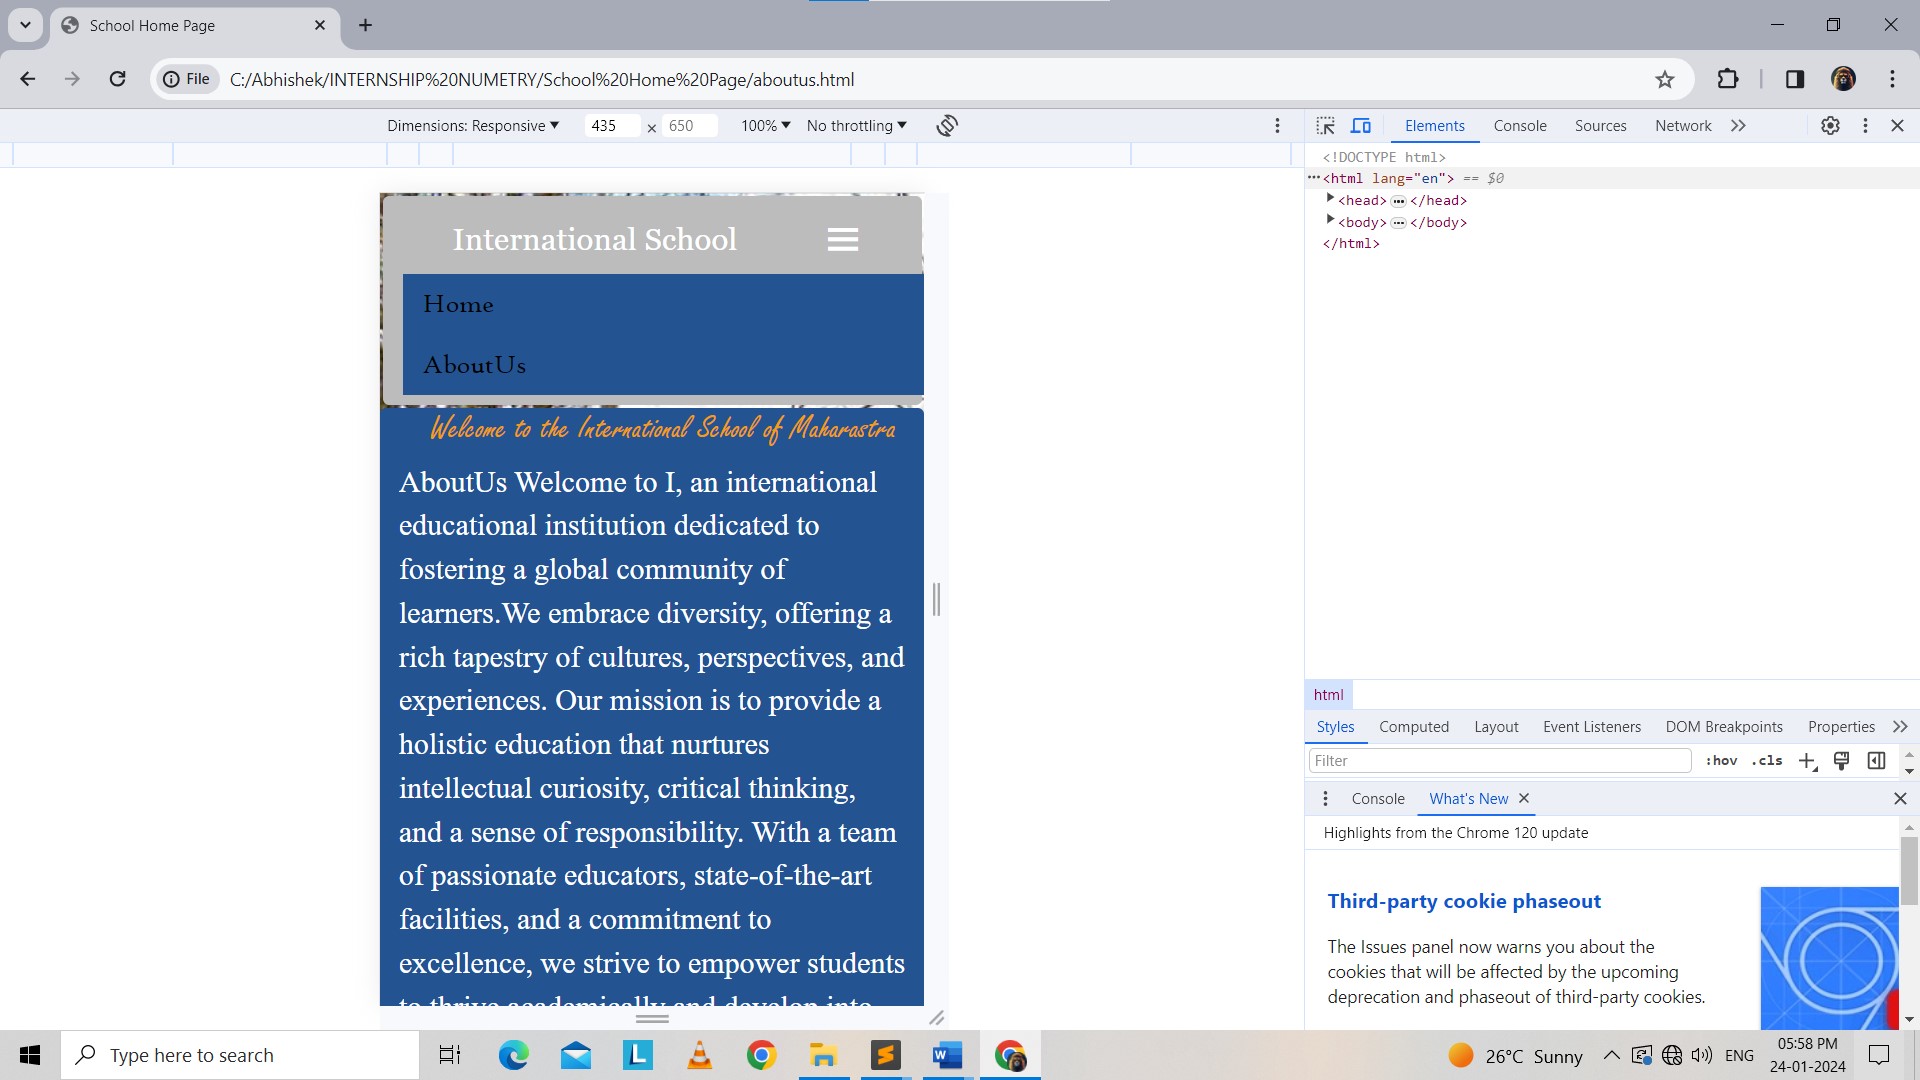 School Home Page
File C:/Abhishek/INTERNSHIP%20NUMETRY/School%20Home%20Page/aboutus.html
Dimensions: Responsive 435 x 650 100% No throttling
Elements Console Sources Network
<!DOCTYPE html>
<html lang="en"> == $0
<head> </head>
<body> </body>
</html>
International School
Home
AboutUs
Welcome to the International School of Maharastra
AboutUs Welcome to I, an international
educational institution dedicated to
fostering a global community of
learners.We embrace diversity, offering a
rich tapestry of cultures, perspectives, and
experiences. Our mission is to provide a
holistic education that nurtures
intellectual curiosity, critical thinking,
and a sense of responsibility. With a team
of passionate educators, state-of-the-art
facilities, and a commitment to
excellence, we strive to empower students
to thrive academically and develop into
html
Styles Computed Layout Event Listeners DOM Breakpoints Properties
Filter :hov .cls
Console What's New
Highlights from the Chrome 120 update
Third-party cookie phaseout
The Issues panel now warns you about the
cookies that will be affected by the upcoming
deprecation and phaseout of third-party cookies.
Type here to search
L
W
26°C Sunny
ENG
05:58 PM
24-01-2024